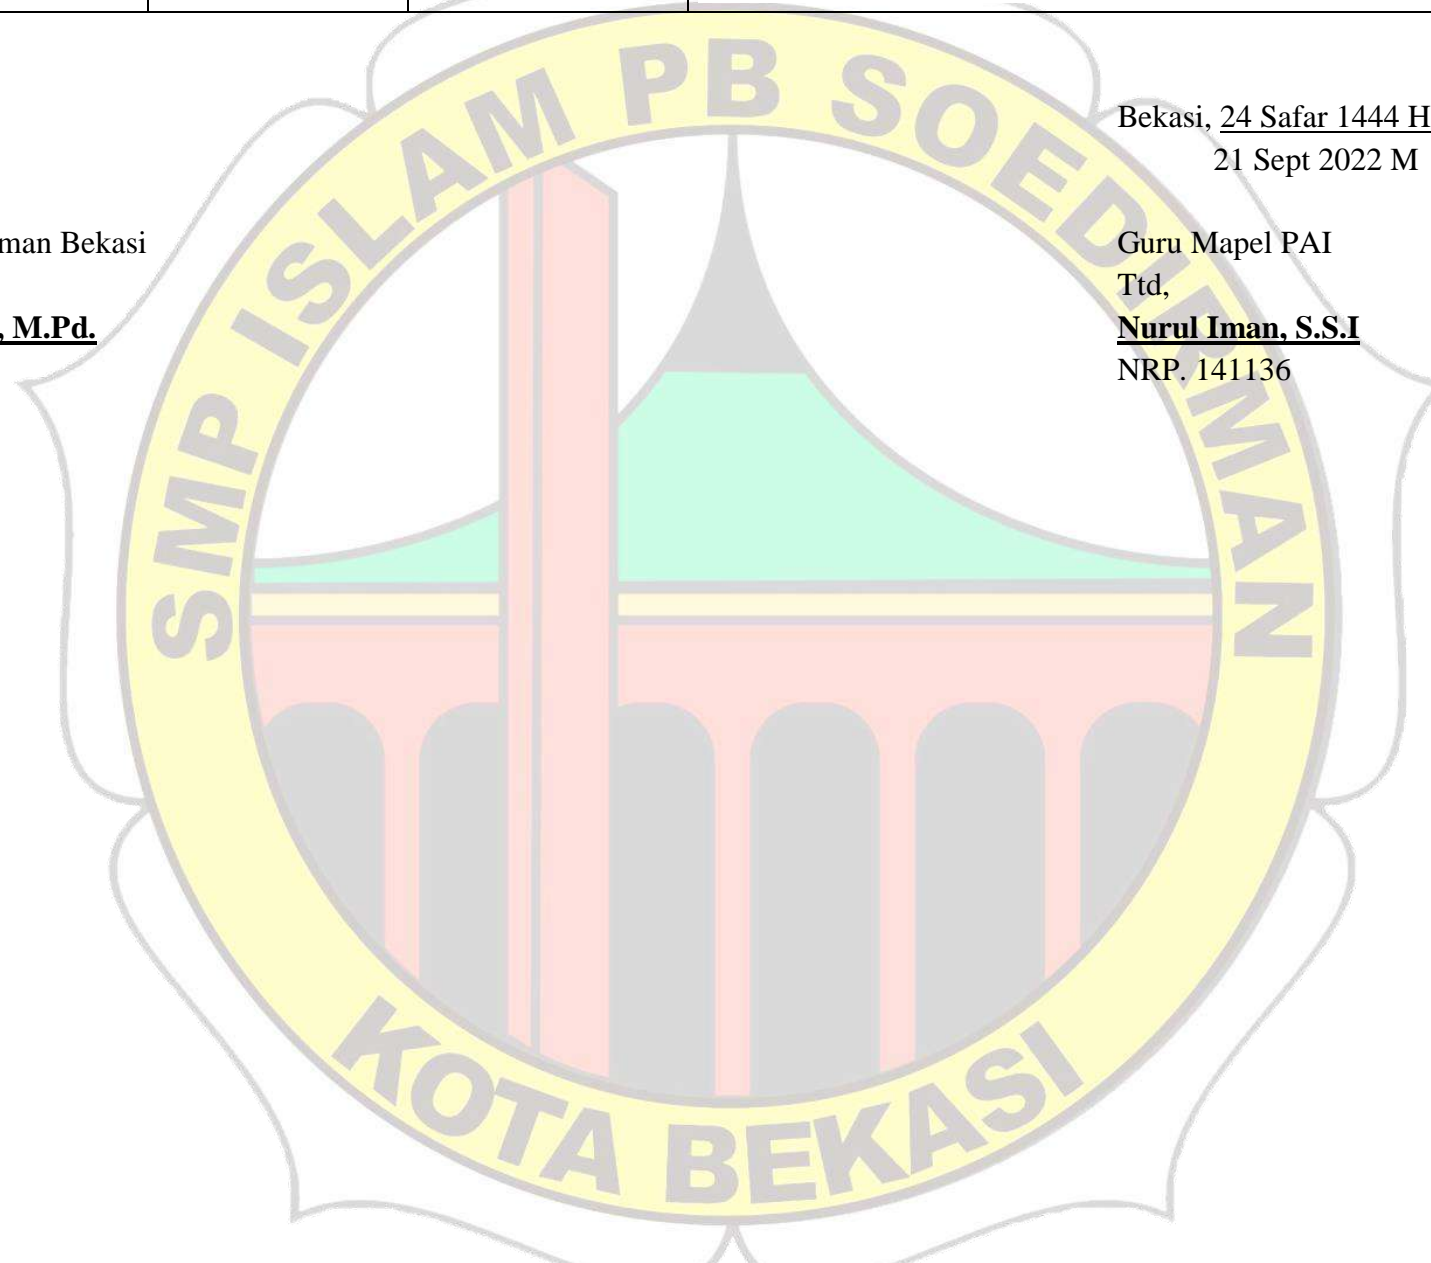 SMP ISLAM PB SOEDIRMAN
KOTA BEKASI
Bekasi, 24 Safar 1444 H
21 Sept 2022 M
man Bekasi
, M.Pd.
Guru Mapel PAI
Ttd,
Nurul Iman, S.S.I
NRP. 141136